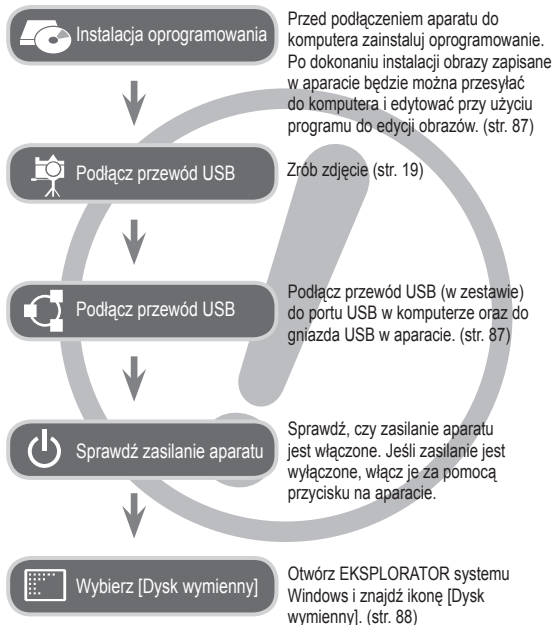 Instalacja oprogramowania
Przed podłączeniem aparatu do
komputera zainstaluj oprogramowanie.
Po dokonaniu instalacji obrazy zapisane
w aparacie będzie można przesyłać
do komputera i edytować przy użyciu
programu do edycji obrazów. (str. 87)
Podłącz przewód USB
Zrób zdjęcie (str. 19)
Podłącz przewód USB
Podłącz przewód USB (w zestawie)
do portu USB w komputerze oraz do
gniazda USB w aparacie. (str. 87)
Sprawdź zasilanie aparatu
Sprawdź, czy zasilanie aparatu
jest włączone. Jeśli zasilanie jest
wyłączone, włącz je za pomocą
przycisku na aparacie.
Wybierz [Dysk wymienny]
Otwórz EKSPLORATOR systemu
Windows i znajdź ikonę [Dysk
wymienny]. (str. 88)